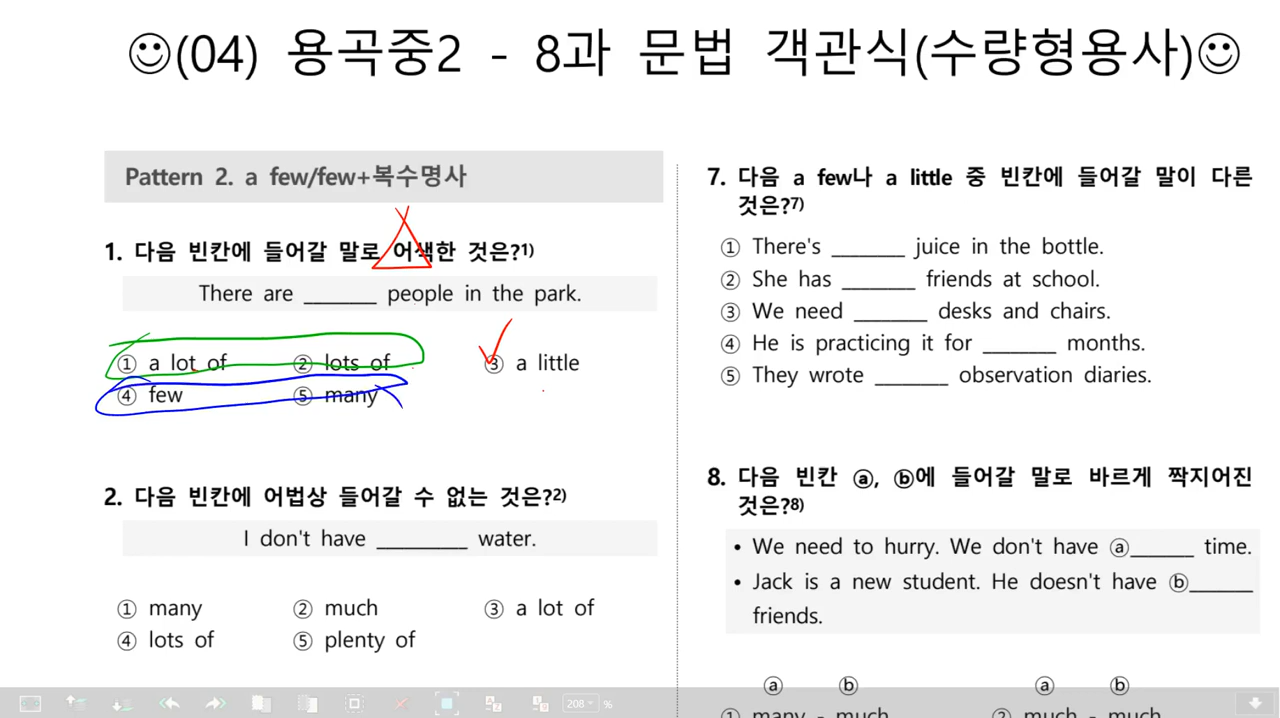 ☺(04) 용곡중2 - 8과 문법 객관식(수량형용사)☺
Pattern 2. a few/few+복수명사
1. 다음 빈칸에 들어갈 말로 어색한 것은?1)
There are _______ people in the park.
① a lot of ② lots of ③ a little
④ few ⑤ many
2. 다음 빈칸에 어법상 들어갈 수 없는 것은?2)
I don't have _________ water.
① many ② much ③ a lot of
④ lots of ⑤ plenty of
7. 다음 a few나 a little 중 빈칸에 들어갈 말이 다른
것은?7)
① There's _______ juice in the bottle.
② She has _______ friends at school.
③ We need _______ desks and chairs.
④ He is practicing it for _______ months.
⑤ They wrote _______ observation diaries.
8. 다음 빈칸 ⓐ, ⓑ에 들어갈 말로 바르게 짝지어진
것은?8)
• We need to hurry. We don't have ⓐ______ time.
• Jack is a new student. He doesn't have ⓑ______
friends.
ⓐ ⓑ ⓐ ⓑ
① many - much ② much - much
208 %